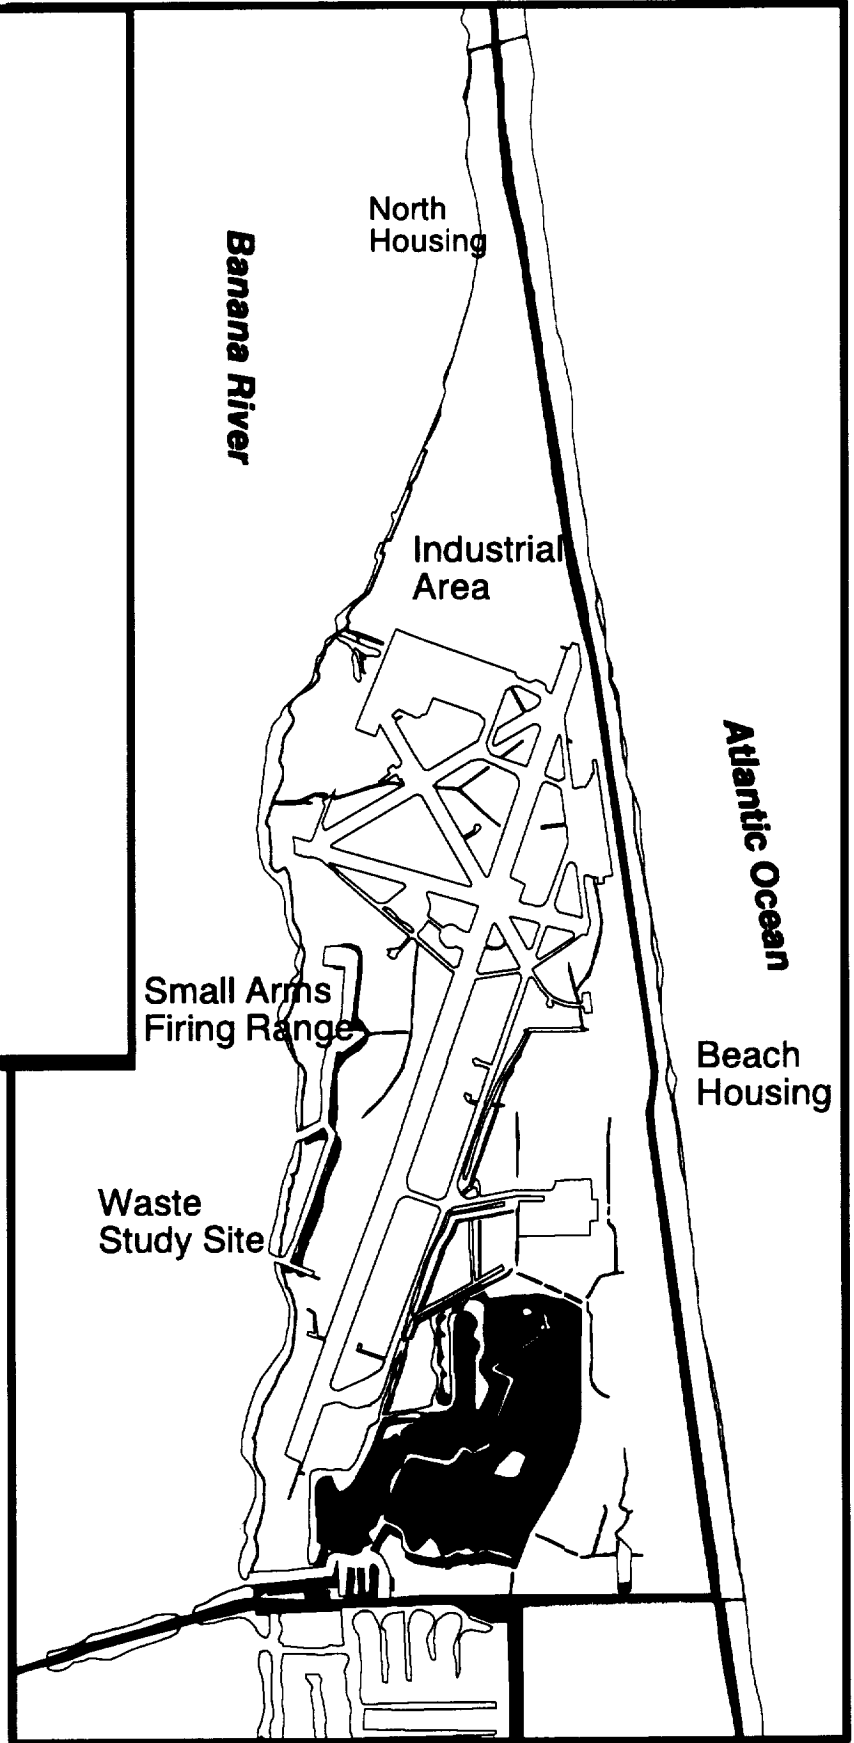 North
Housing
Banana River
Industrial
Area
Atlantic Ocean
Small Arms
Firing Range
Beach
Housing
Waste
Study Site